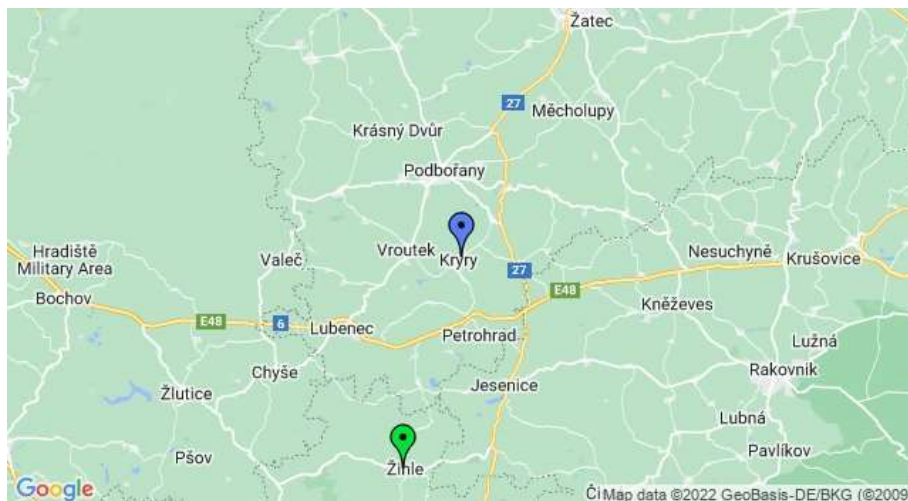 Žatec
27
Měcholupy
Krásný Dvůr
Podbořany
Hradiště
Military Area
Valeč
Vroutek
Kryry
Nesuchyně
Krušovice
27
Bochov
E48
Kněževes
E48
6
Lubenec
Petrohrad
Lužná
Chyše
Rakovník
Žlutice
Jesenice
Lubná
Pšov
Žihle
Pavlíkov
Google
Map data ©2022 GeoBasis-DE/BKG (©2009